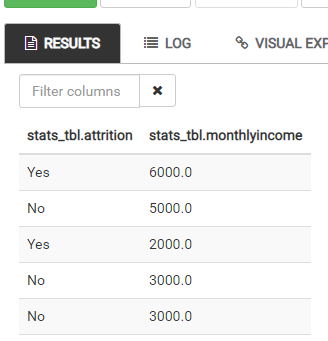 RESULTS LOG VISUAL EXP
Filter columns
stats_tbl.attrition stats_tbl.monthlyincome
Yes 6000.0
No 5000.0
Yes 2000.0
No 3000.0
No 3000.0